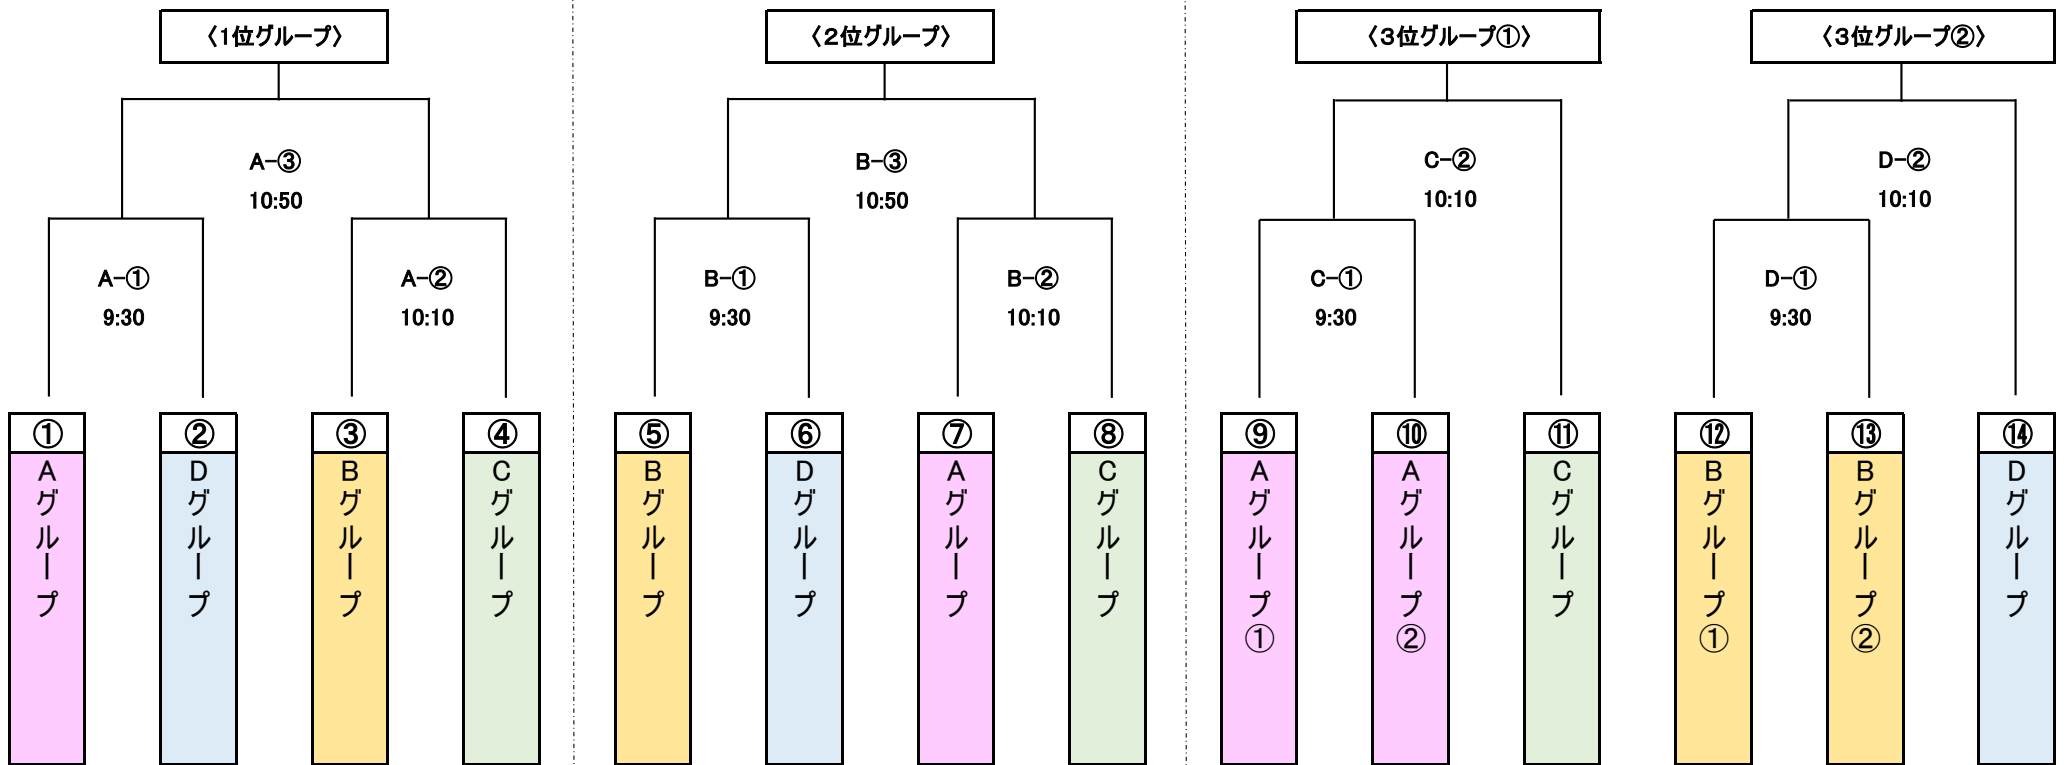 〈1位グループ〉
〈２位グループ〉
〈３位グループ①〉
〈３位グループ②〉
A-③
10:50
B-③
10:50
C-②
10:10
D-②
10:10
A-①
9:30
A-②
10:10
B-①
9:30
B-②
10:10
C-①
9:30
D-①
9:30
①
②
③
④
⑤
⑥
⑦
⑧
⑨
⑩
⑪
⑫
⑬
⑭
Aグループ
Dグループ
Bグループ
Cグループ
Bグループ
Dグループ
Aグループ
Cグループ
Aグループ①
Aグループ②
Cグループ
Bグループ①
Bグループ②
Dグループ